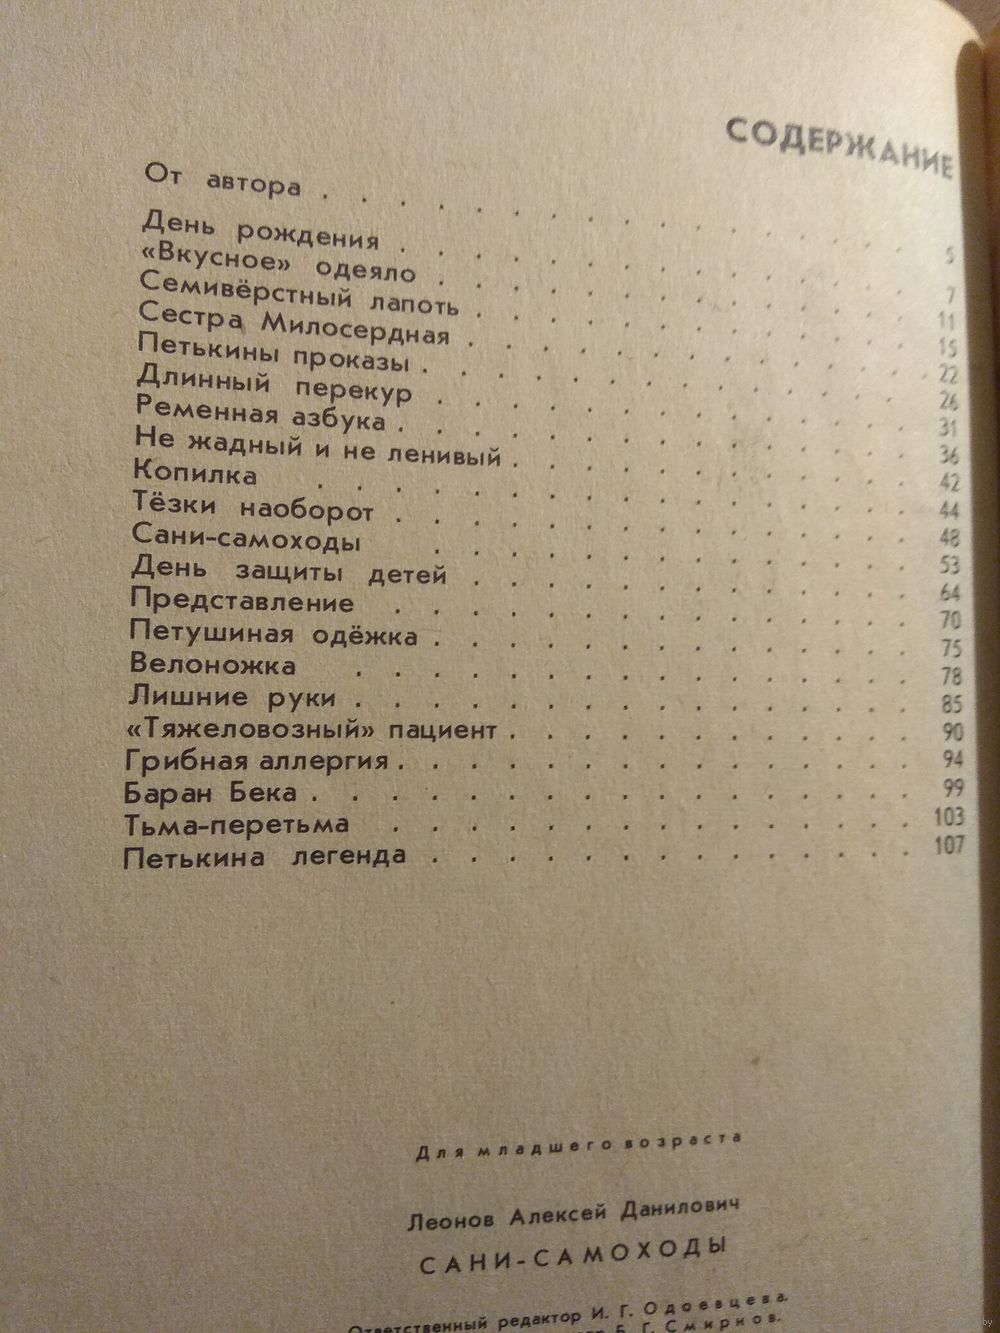 СОДЕРЖАНИЕ
От автора . . . . . . . . . . . . . . . . 5
День рождения . . . . . . . . . . . . . . 7
«Вкусное» одеяло . . . . . . . . . . . . . 11
Семивёрстный лапоть . . . . . . . . . . . . 15
Сестра Милосердная . . . . . . . . . . . . 22
Петькины проказы . . . . . . . . . . . . . 26
Длинный перекур . . . . . . . . . . . . . 31
Ременная азбука . . . . . . . . . . . . . . 36
Не жадный и не ленивый . . . . . . . . . . . 42
Копилка . . . . . . . . . . . . . . . . 44
Тёзки наоборот . . . . . . . . . . . . . . 48
Сани-самоходы . . . . . . . . . . . . . 53
День защиты детей . . . . . . . . . . . . 64
Представление . . . . . . . . . . . . . . 70
Петушиная одёжка . . . . . . . . . . . . . 75
Велоножка . . . . . . . . . . . . . . . 78
Лишние руки . . . . . . . . . . . . . . . 85
«Тяжеловозный» пациент . . . . . . . . . . . 90
Грибная аллергия . . . . . . . . . . . . . . 94
Баран Бека . . . . . . . . . . . . . . . . 99
Тьма-перетьма . . . . . . . . . . . . . . 103
Петькина легенда . . . . . . . . . . . . . 107
Для младшего возраста
Леонов Алексей Данилович
САНИ-САМОХОДЫ
Ответственный редактор И. Г. Одоевцева.
Б. Г. Смирнов.